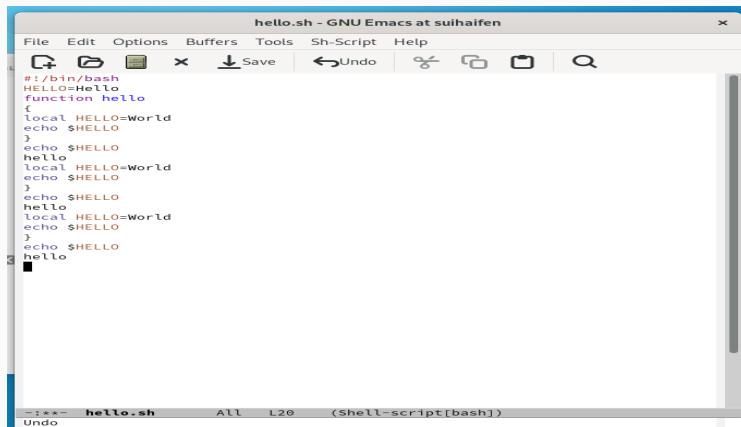 hello.sh - GNU Emacs at suihaifen ×
File Edit Options Buffers Tools Sh-Script Help
Save Undo
#!/bin/bash
HELLO=Hello
function hello
{
local HELLO=World
echo $HELLO
}
echo $HELLO
hello
local HELLO=World
echo $HELLO
}
echo $HELLO
hello
local HELLO=World
echo $HELLO
}
echo $HELLO
hello
-:**- hello.sh All L20 (Shell-script[bash])
Undo